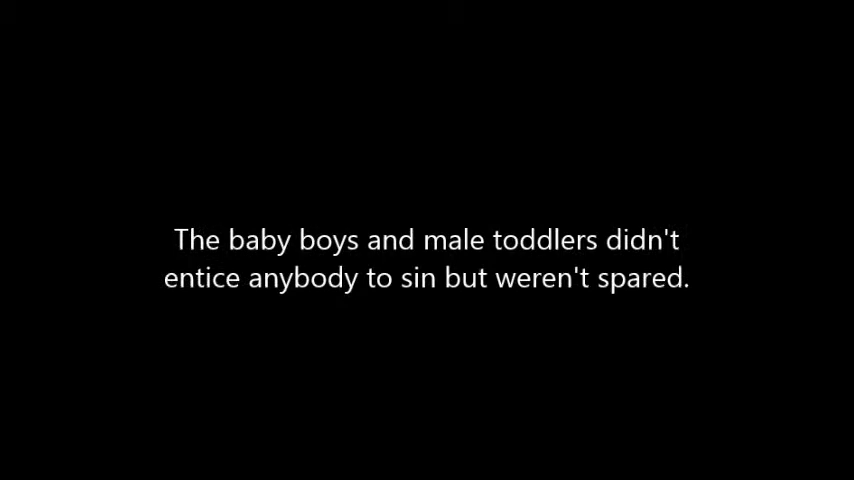 The baby boys and male toddlers didn't
entice anybody to sin but weren't spared.